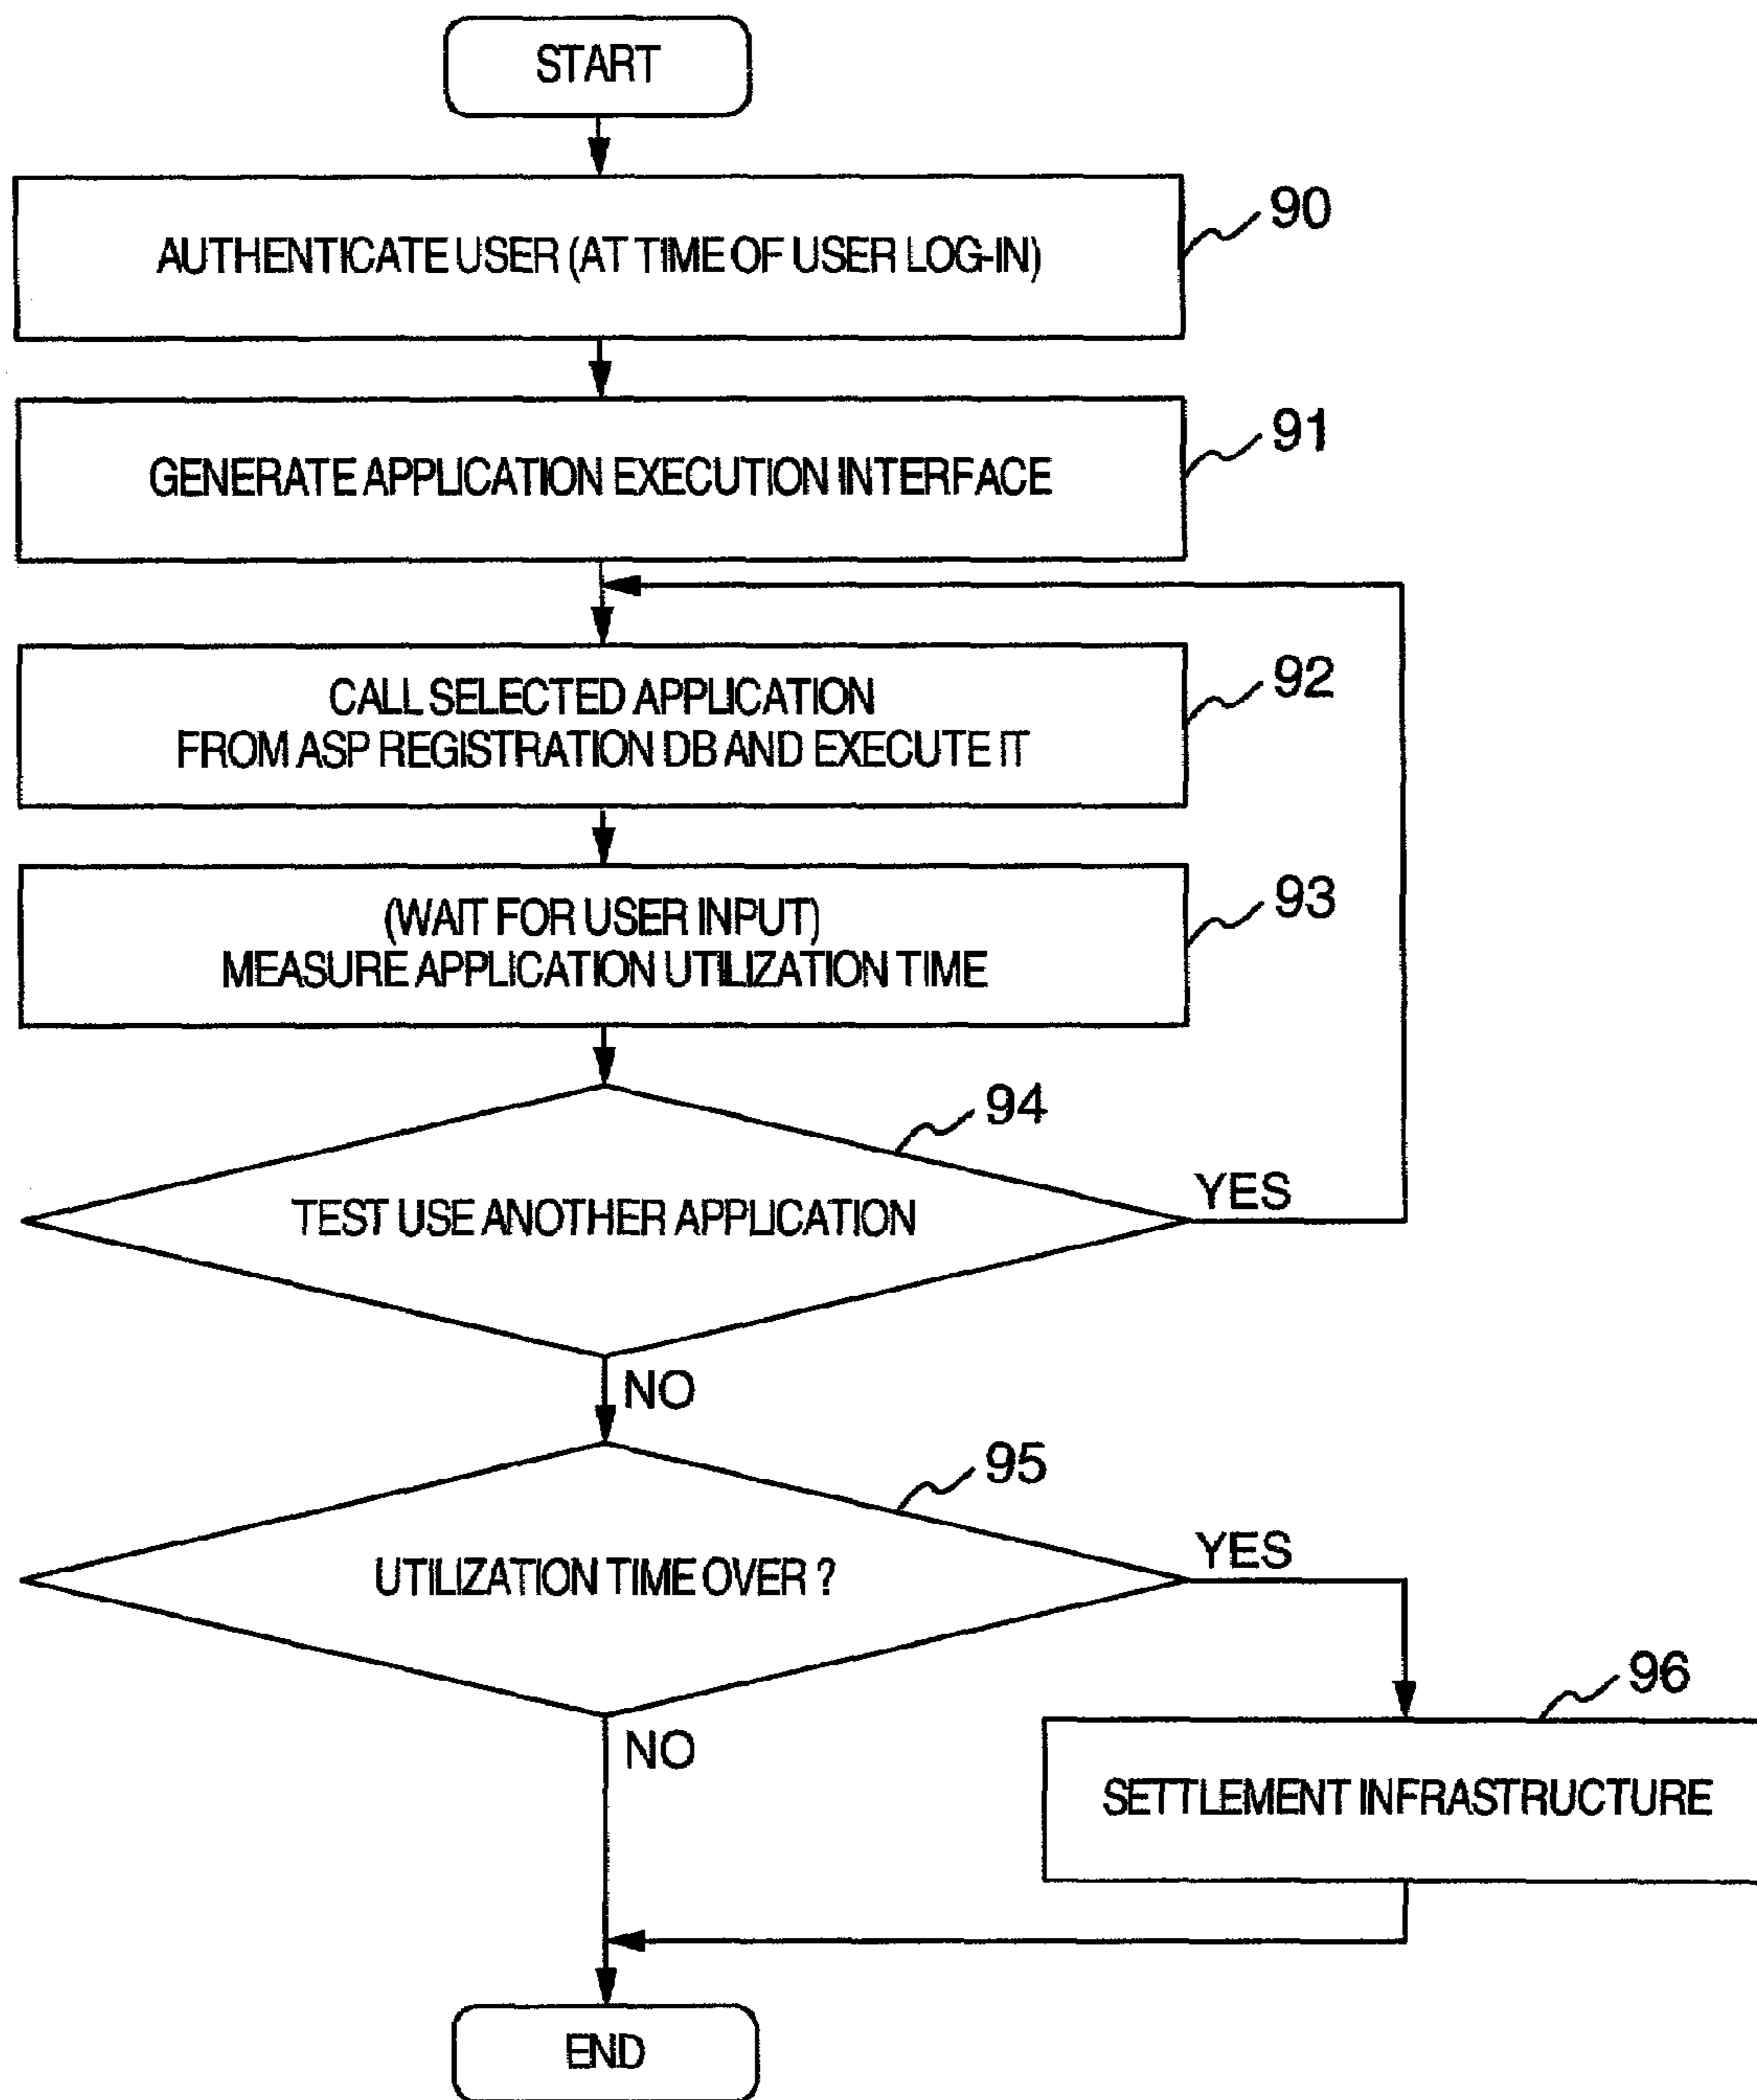 START
AUTHENTICATE USER (AT TIME OF USER LOG-IN)
90
GENERATE APPLICATION EXECUTION INTERFACE
91
CALL SELECTED APPLICATION
FROM ASP REGISTRATION DB AND EXECUTE IT
92
(WAIT FOR USER INPUT)
MEASURE APPLICATION UTILIZATION TIME
93
94
TEST USE ANOTHER APPLICATION
YES
NO
95
UTILIZATION TIME OVER ?
YES
NO
96
SETTLEMENT INFRASTRUCTURE
END